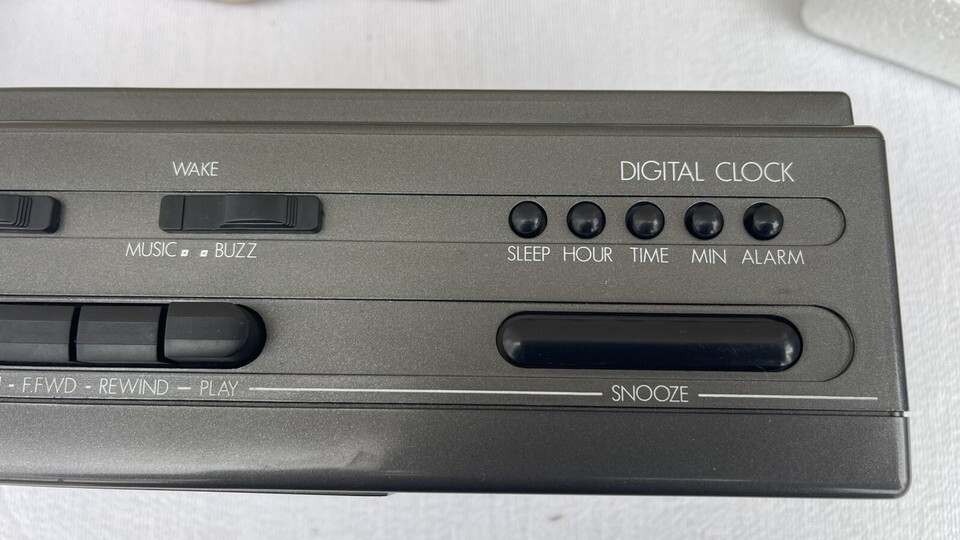 WAKE
DIGITAL CLOCK
MUSIC BUZZ
SLEEP HOUR TIME MIN ALARM
- F.FWD - REWIND - PLAY
SNOOZE